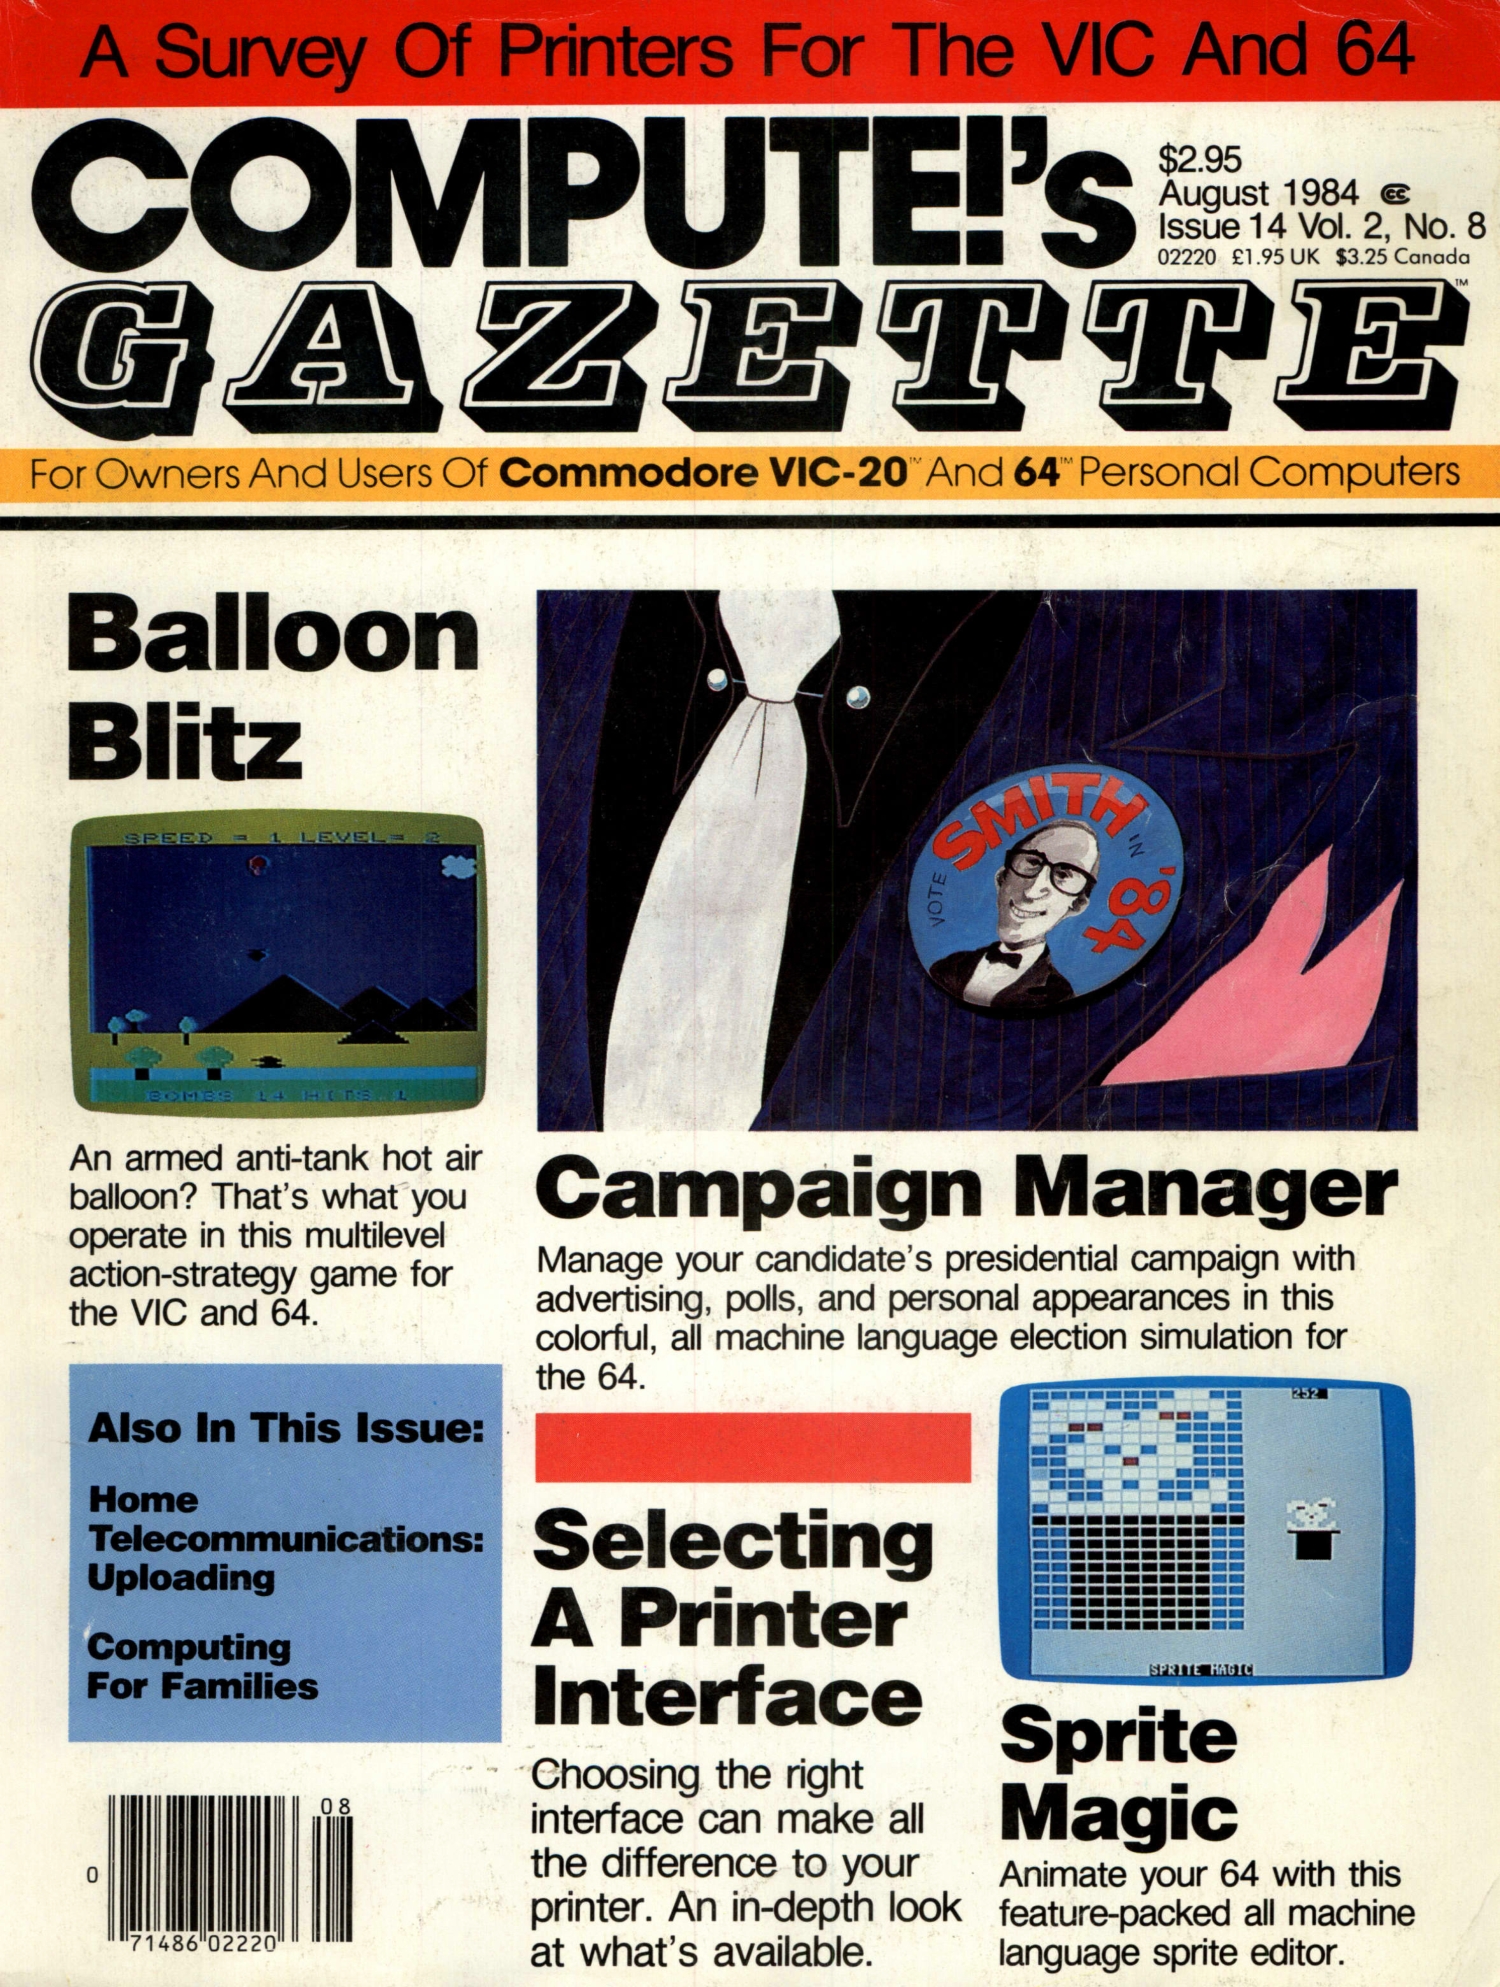 A Survey Of Printers For The VIC And 64
COMPUTE!'s
$2.95
August 1984
Issue 14 Vol. 2, No. 8
02220 £1.95 UK $3.25 Canada
GAZETTE™
For Owners And Users Of Commodore VIC-20™ And 64™ Personal Computers
Balloon
Blitz
SPEED = 1 LEVEL= 2
BOMBS 14 HITS 1
An armed anti-tank hot air
balloon? That's what you
operate in this multilevel
action-strategy game for
the VIC and 64.
VOTE SMITH IN '84
Campaign Manager
Manage your candidate's presidential campaign with
advertising, polls, and personal appearances in this
colorful, all machine language election simulation for
the 64.
Also In This Issue:
Home
Telecommunications:
Uploading
Computing
For Families
Selecting
A Printer
Interface
Choosing the right
interface can make all
the difference to your
printer. An in-depth look
at what's available.
252
SPRITE MAGIC
Sprite
Magic
Animate your 64 with this
feature-packed all machine
language sprite editor.
08
0
71486 02220